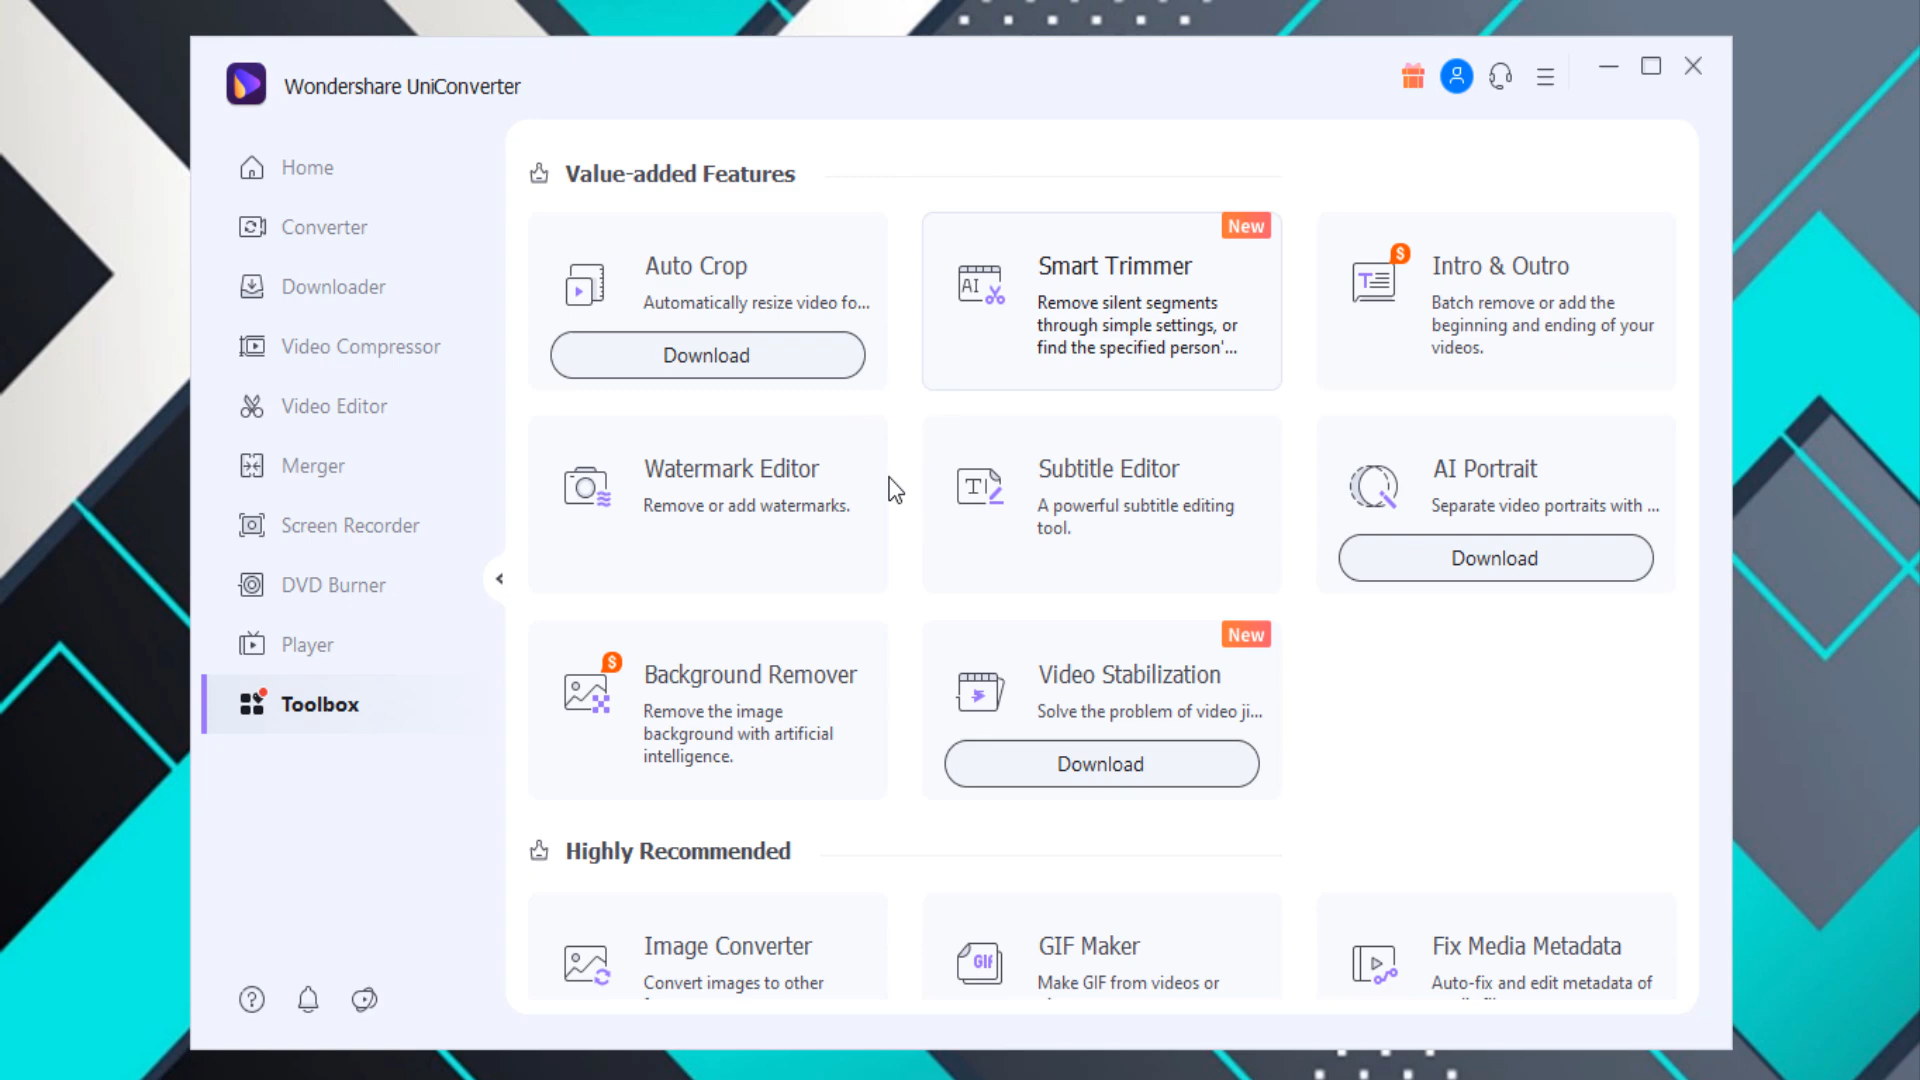 Wondershare UniConverter
Home
Converter
Downloader
Video Compressor
Video Editor
Merger
Screen Recorder
DVD Burner
Player
Toolbox
Value-added Features
Auto Crop
Automatically resize video fo...
Download
New
Smart Trimmer
AI
Remove silent segments
through simple settings, or
find the specified person'...
$
Intro & Outro
T
Batch remove or add the
beginning and ending of your
videos.
Watermark Editor
Remove or add watermarks.
Subtitle Editor
T
A powerful subtitle editing
tool.
AI Portrait
Separate video portraits with ...
Download
$
Background Remover
Remove the image
background with artificial
intelligence.
New
Video Stabilization
Solve the problem of video ji...
Download
Highly Recommended
Image Converter
Convert images to other
GIF Maker
GIF
Make GIF from videos or
Fix Media Metadata
Auto-fix and edit metadata of